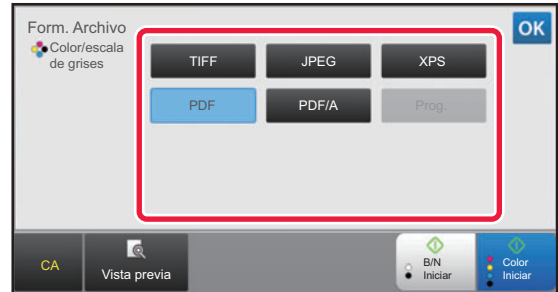 Form. Archivo
OK
Color/escala
de grises
TIFF
JPEG
XPS
PDF
PDF/A
Prog.
CA
Vista previa
B/N
Iniciar
Color
Iniciar